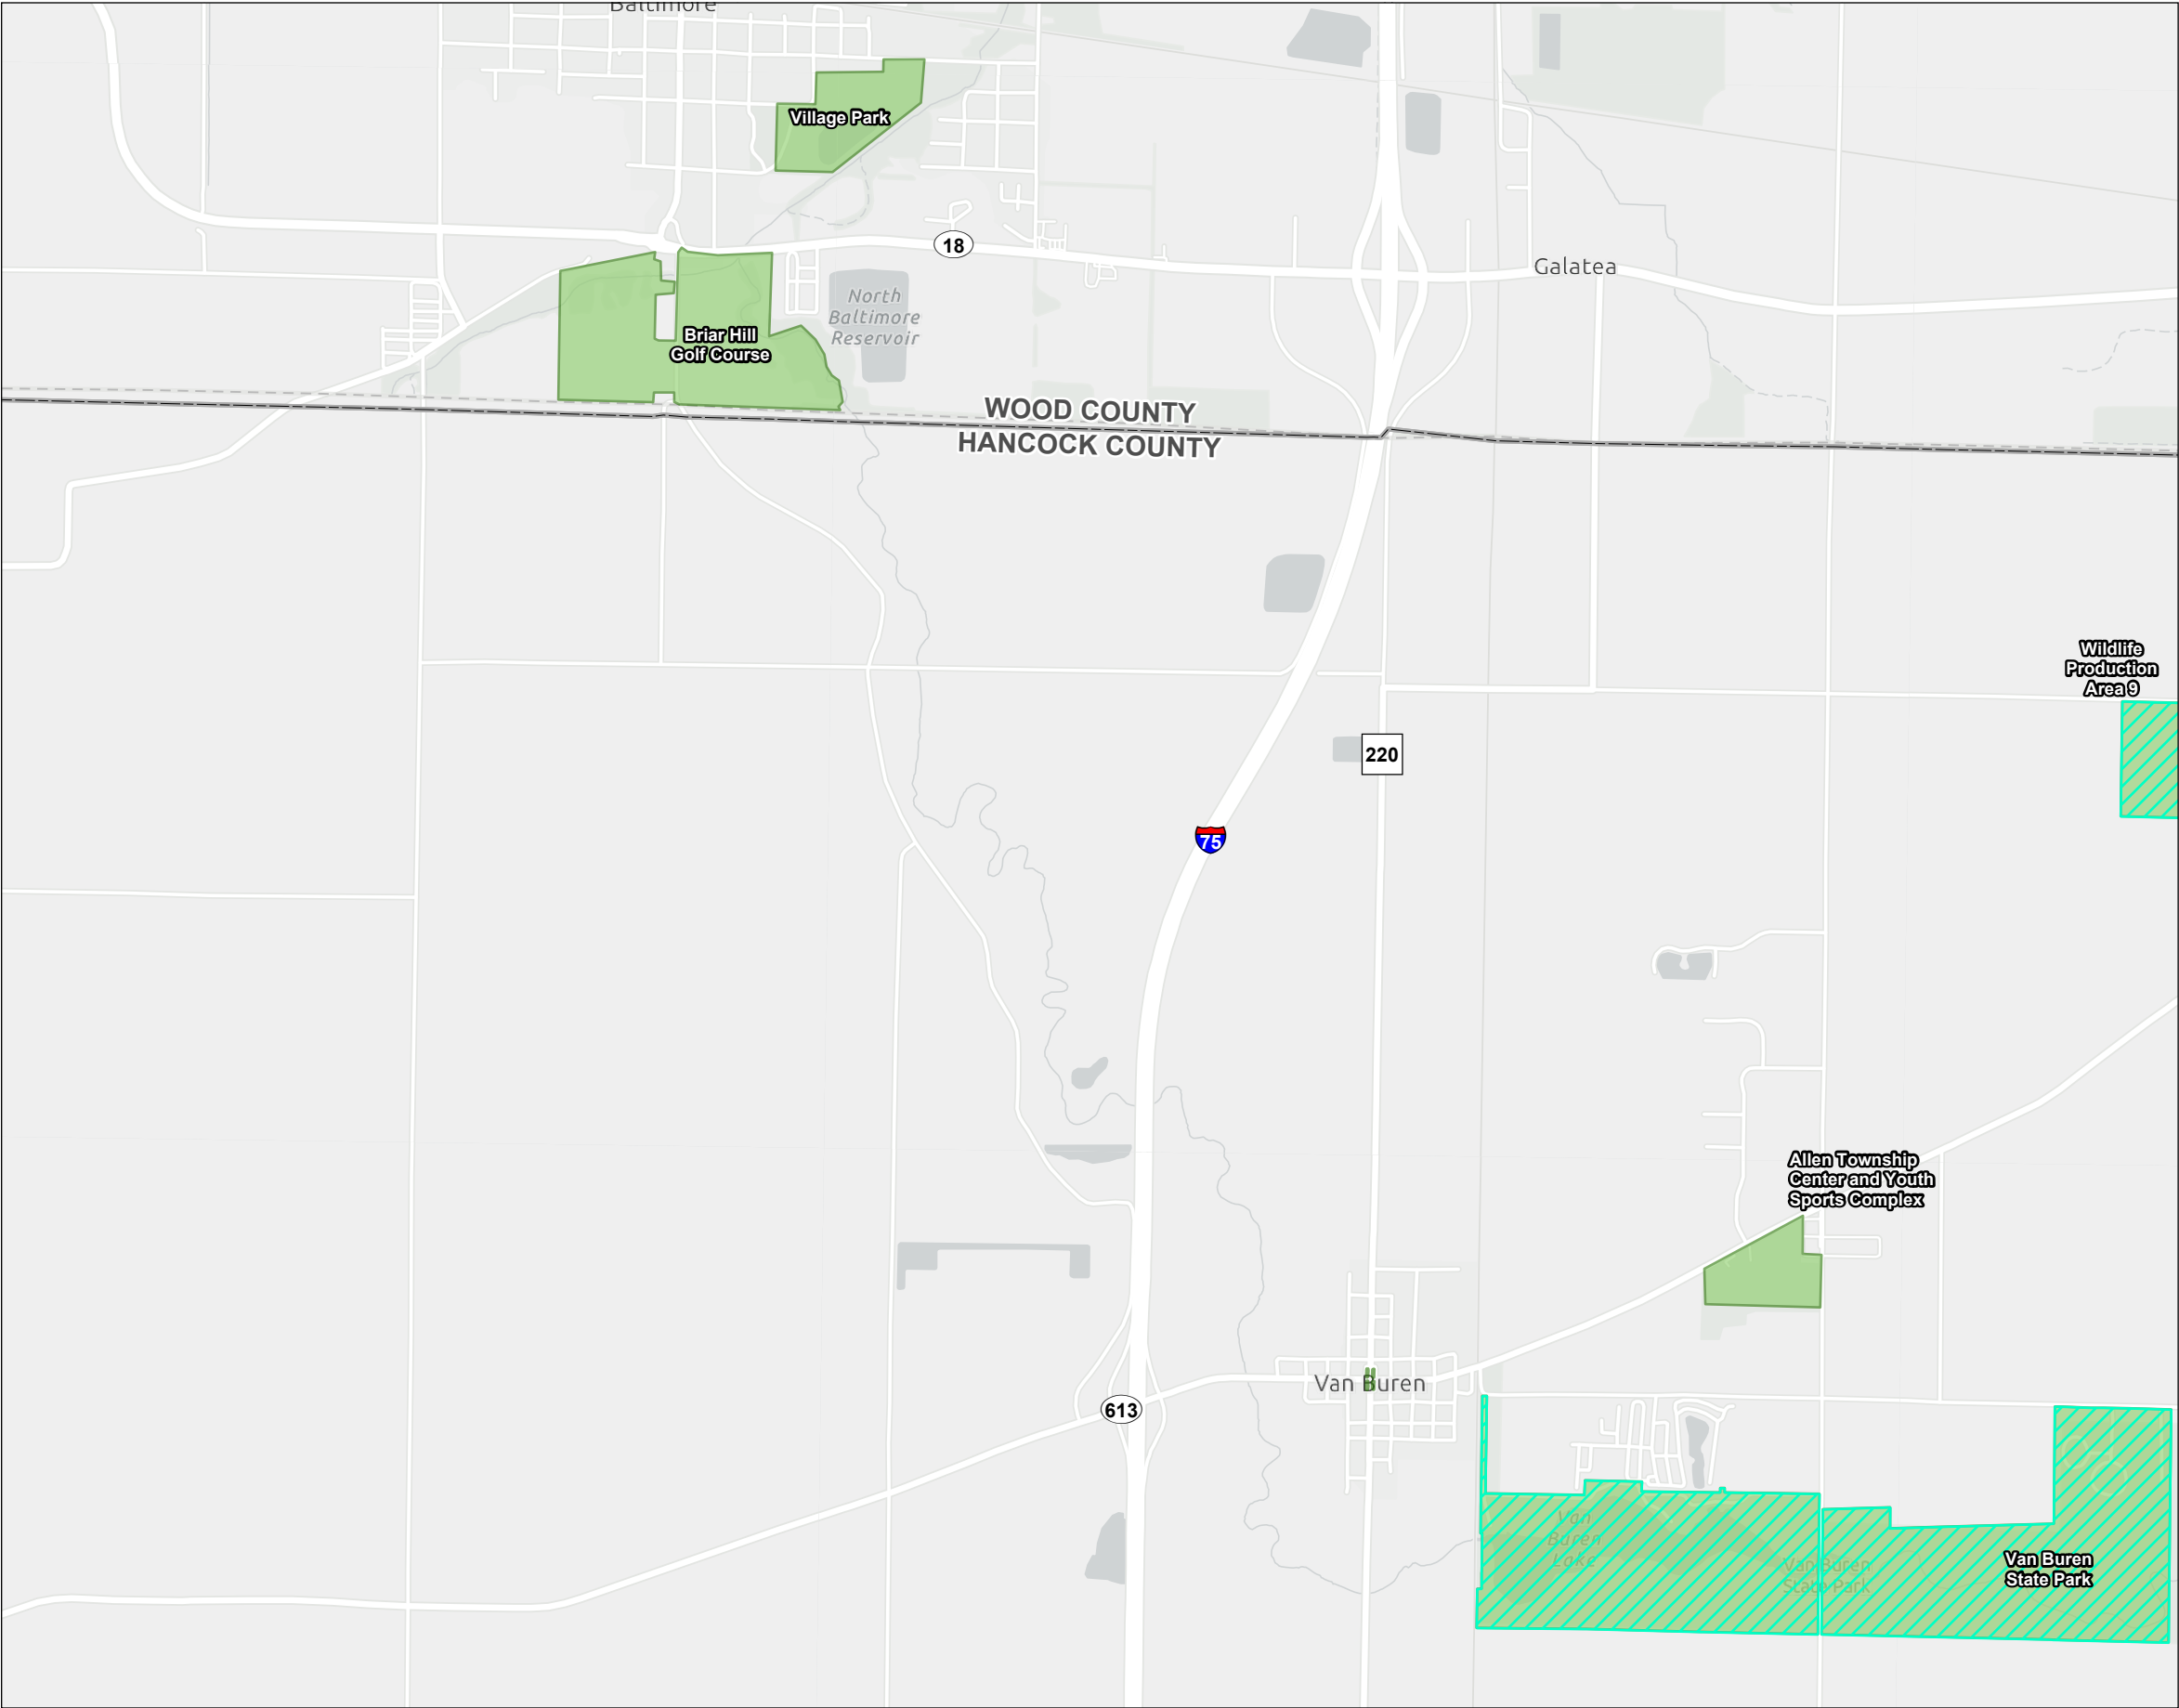 Baltimore
Village Park
18
Galatea
North
Baltimore
Reservoir
Briar Hill
Golf Course
WOOD COUNTY
HANCOCK COUNTY
Wildlife
Production
Area 9
220
75
Allen Township
Center and Youth
Sports Complex
Van Buren
613
Van
Buren
Lake
Van Buren
State Park
Van Buren
State Park